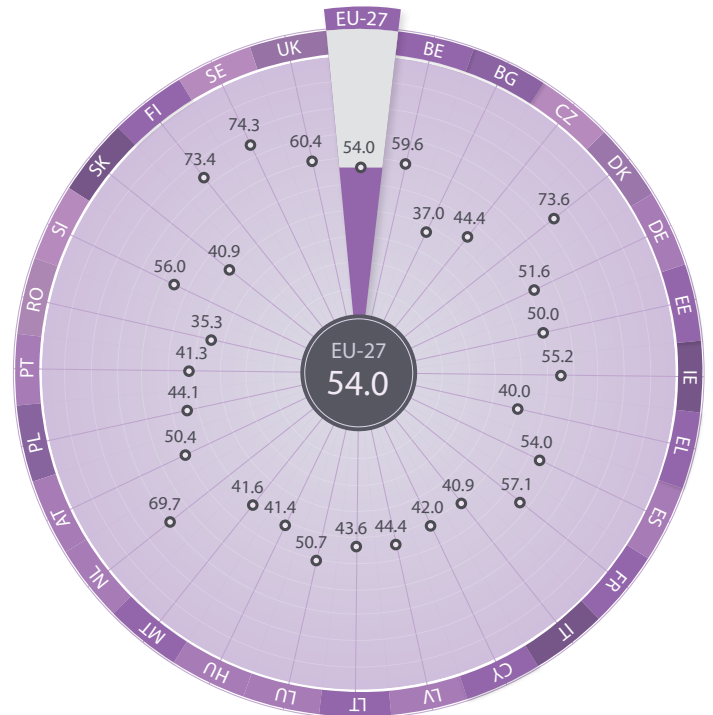 EU-27
54.0
BE
59.6
BG
37.0
CZ
44.4
DK
73.6
DE
51.6
EE
50.0
IE
55.2
EL
40.0
ES
54.0
FR
57.1
IT
40.9
CY
42.0
LV
44.4
LT
43.6
LU
50.7
HU
41.4
MT
41.6
NL
69.7
AT
50.4
PL
44.1
PT
41.3
RO
35.3
SI
56.0
SK
40.9
FI
73.4
SE
74.3
UK
60.4
EU-27
54.0